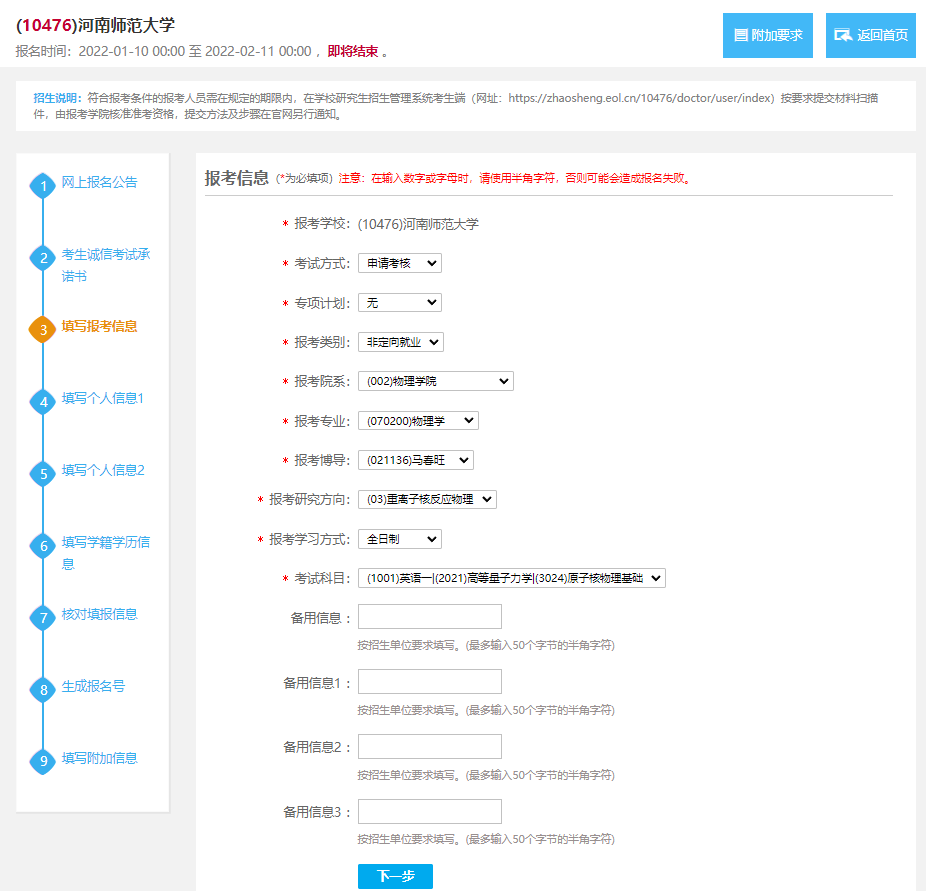 (10476)河南师范大学
附加要求
返回首页
报名时间：2022-01-10 00:00 至 2022-02-11 00:00 ，即将结束 。
招生说明：符合报考条件的报考人员需在规定的期限内，在学校研究生招生管理系统考生端（网址：https://zhaosheng.eol.cn/10476/doctor/user/index）按要求提交材料扫描
件，由报考学院核准准考资格，提交方法及步骤在官网另行通知。
1 网上报名公告
2 考生诚信考试承
诺书
3 填写报考信息
4 填写个人信息1
5 填写个人信息2
6 填写学籍学历信
息
7 核对填报信息
8 生成报名号
9 填写附加信息
报考信息 (*为必填项) 注意：在输入数字或字母时，请使用半角字符，否则可能会造成报名失败。
* 报考学校： (10476)河南师范大学
* 考试方式： 申请考核
* 专项计划： 无
* 报考类别： 非定向就业
* 报考院系： (002)物理学院
* 报考专业： (070200)物理学
* 报考博导： (021136)马春旺
* 报考研究方向： (03)重离子核反应物理
* 报考学习方式： 全日制
* 考试科目： (1001)英语一|(2021)高等量子力学|(3024)原子核物理基础
备用信息 ：
按招生单位要求填写。(最多输入50个字节的半角字符)
备用信息1 ：
按招生单位要求填写。(最多输入50个字节的半角字符)
备用信息2 ：
按招生单位要求填写。(最多输入50个字节的半角字符)
备用信息3 ：
按招生单位要求填写。(最多输入50个字节的半角字符)
下一步